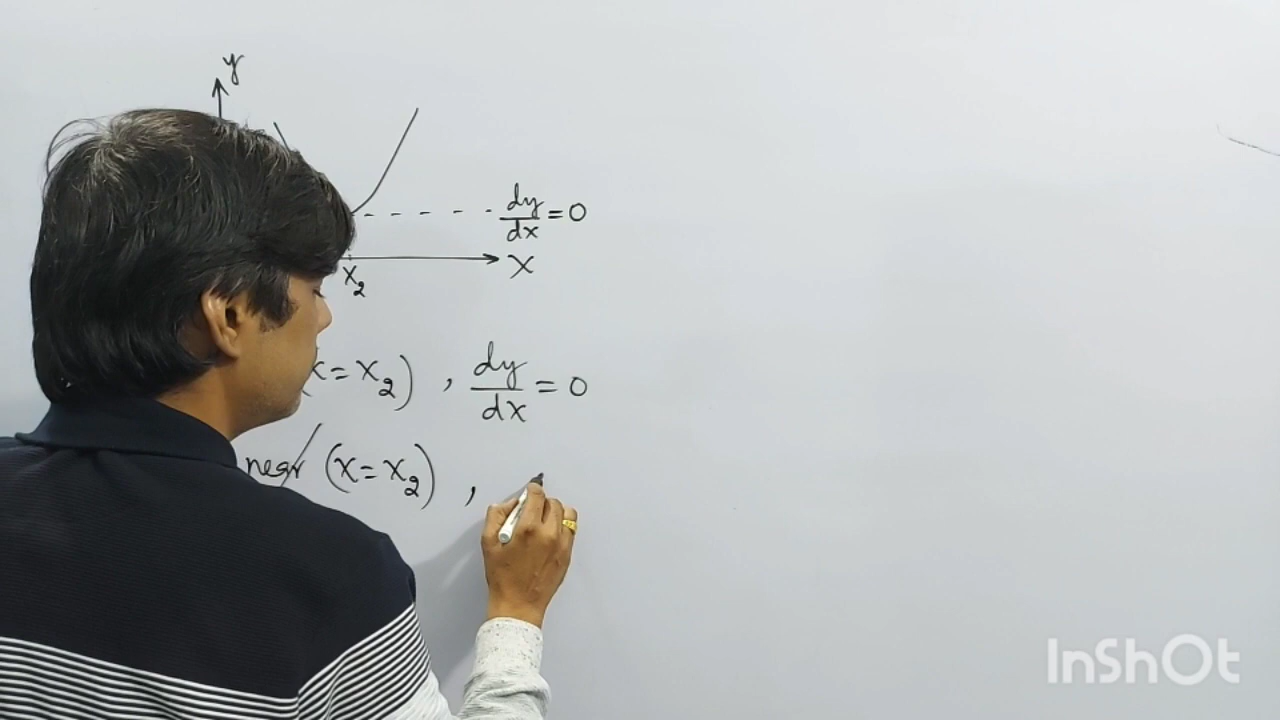 y
dy/dx = 0
x
x₂
(x = x₂) , dy/dx = 0
near (x = x₂) ,
InShOt